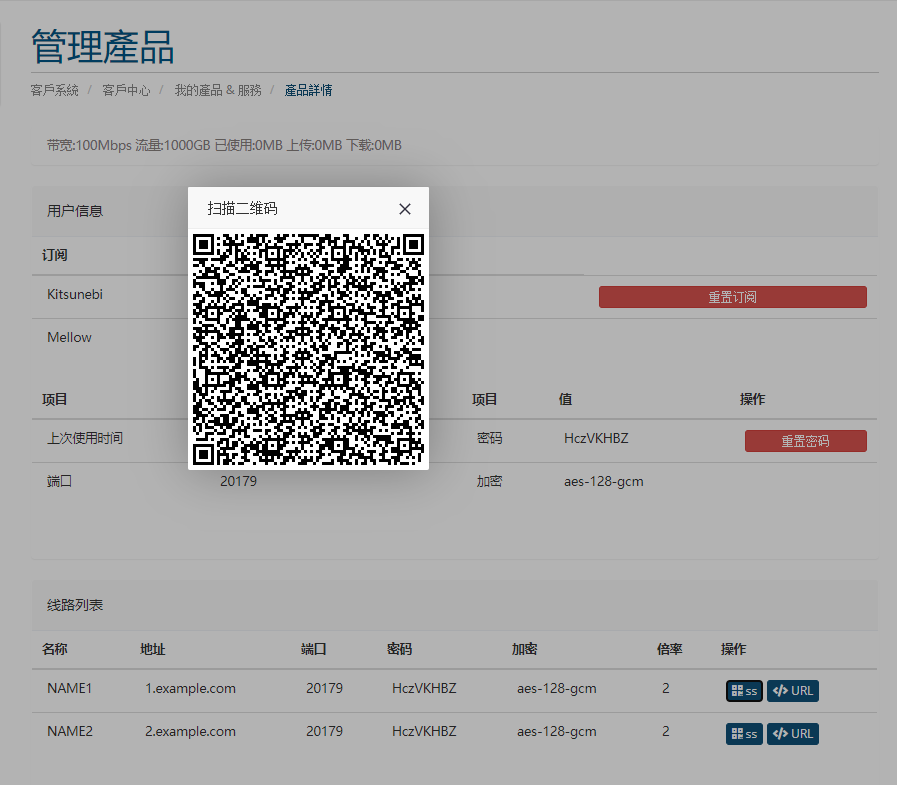 管理產品
客戶系統 / 客戶中心 / 我的產品 & 服務 / 產品詳情
带宽:100Mbps 流量:1000GB 已使用:0MB 上传:0MB 下载:0MB
用户信息
扫描二维码 ×
订阅
Kitsunebi 重置订阅
Mellow
项目 项目 值 操作
上次使用时间 密码 HczVKHBZ 重置密码
端口 20179 加密 aes-128-gcm
线路列表
名称 地址 端口 密码 加密 倍率 操作
NAME1 1.example.com 20179 HczVKHBZ aes-128-gcm 2 ss </> URL
NAME2 2.example.com 20179 HczVKHBZ aes-128-gcm 2 ss </> URL